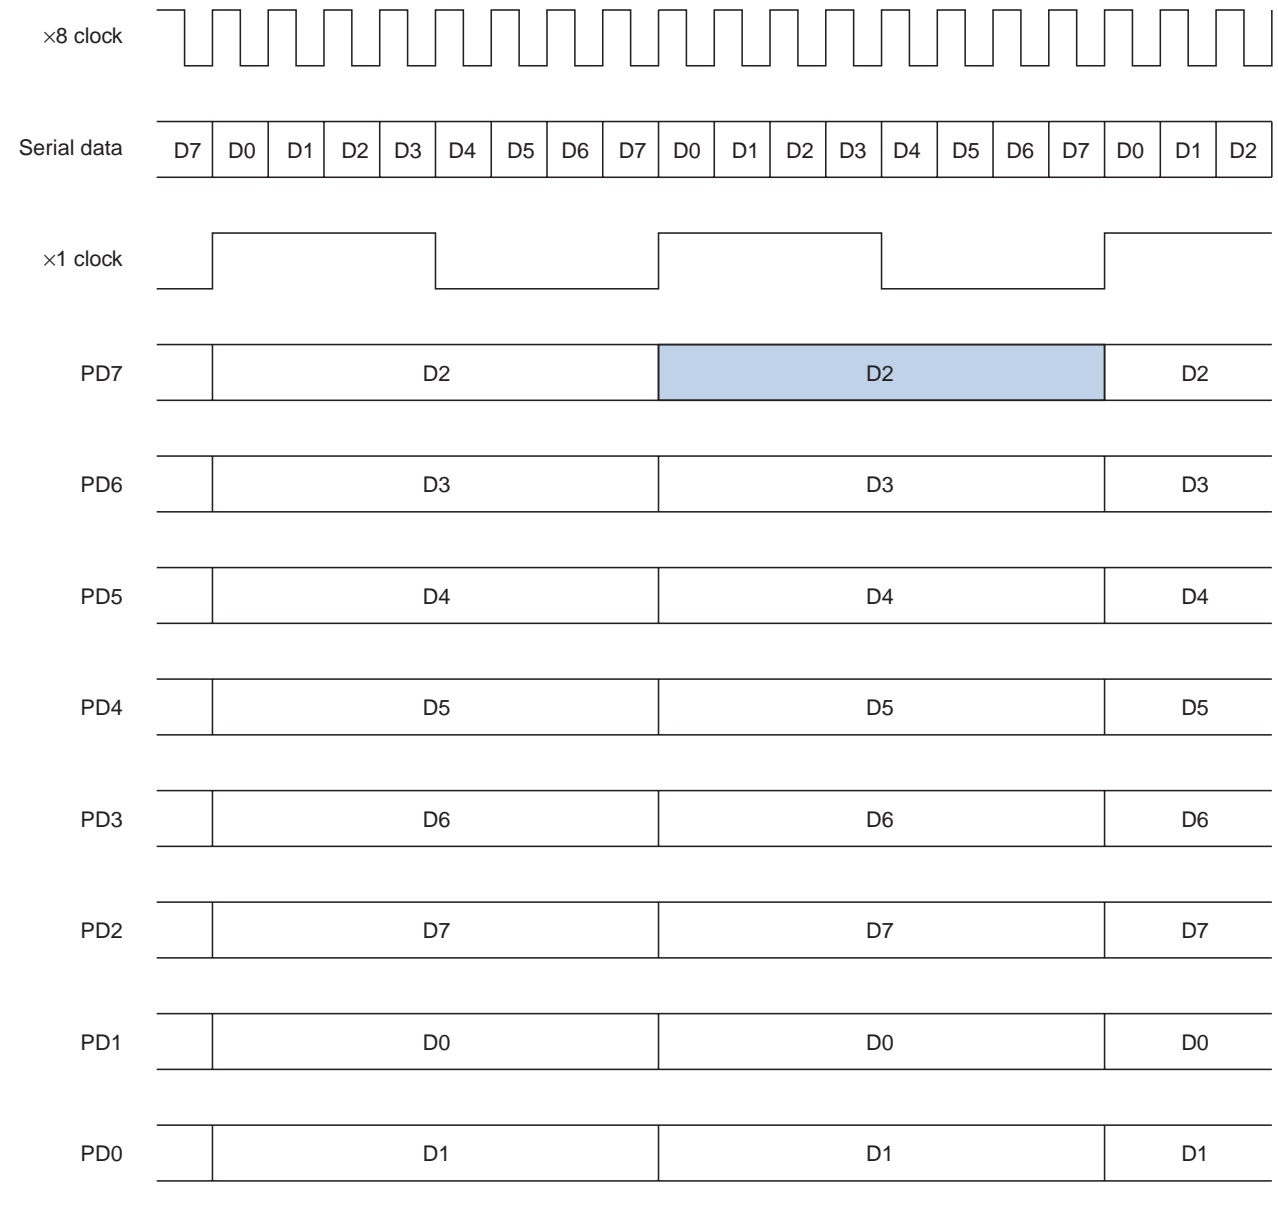 ×8 clock
Serial data D7 D0 D1 D2 D3 D4 D5 D6 D7 D0 D1 D2 D3 D4 D5 D6 D7 D0 D1 D2
×1 clock
PD7 D2 D2 D2
PD6 D3 D3 D3
PD5 D4 D4 D4
PD4 D5 D5 D5
PD3 D6 D6 D6
PD2 D7 D7 D7
PD1 D0 D0 D0
PD0 D1 D1 D1